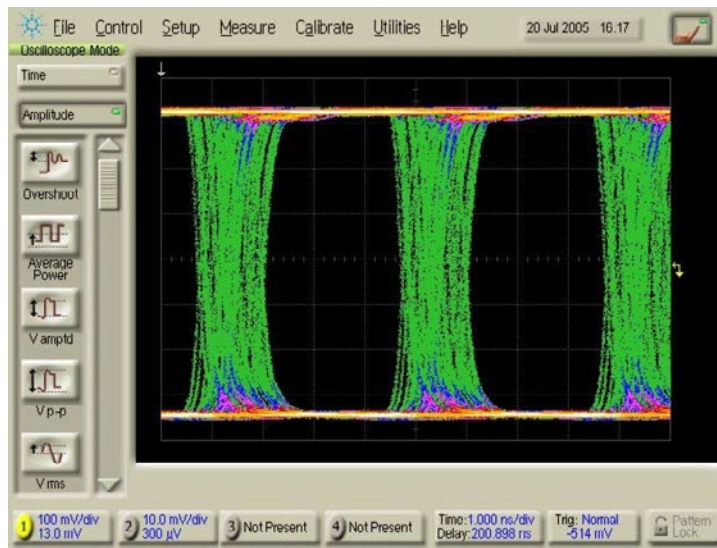 File Control Setup Measure Calibrate Utilities Help 20 Jul 2005 16.17
Oscilloscope Mode
Time
Amplitude
Overshoot
Average
Power
V amptd
V p-p
V rms
1 100 mV/div
13.0 mV
2 10.0 mV/div
300 µV
3 Not Present
4 Not Present
Time:1.000 ns/div
Delay:200.898 ns
Trig: Normal
-514 mV
Pattern
Lock